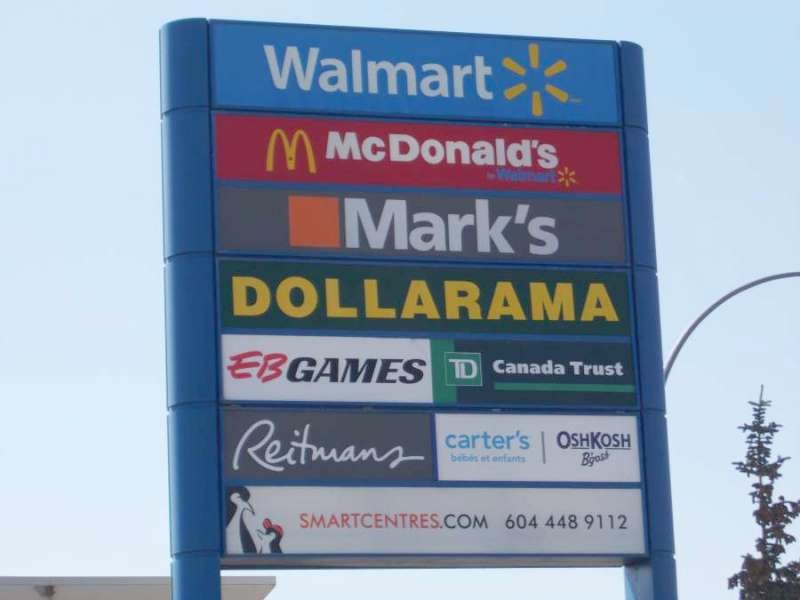 Walmart
McDonald's
in Walmart
Mark's
DOLLARAMA
EB GAMES TD Canada Trust
Reitmans carter's OSHKOSH
bébés et enfants B'gosh
SMARTCENTRES.COM 604 448 9112